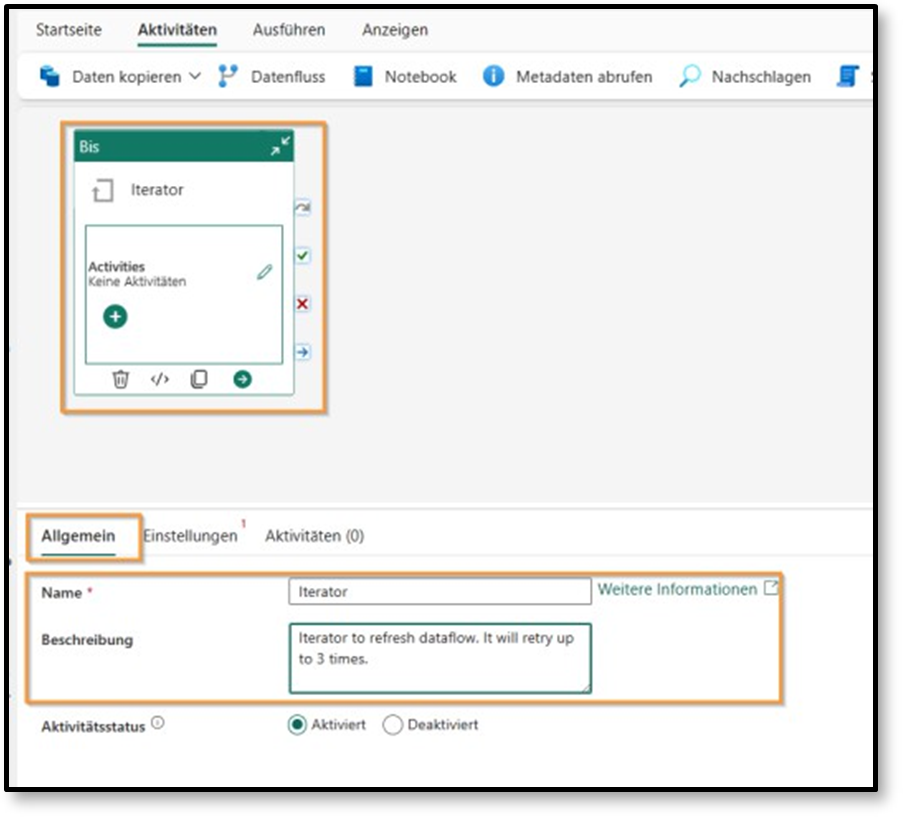 Startseite Aktivitäten Ausführen Anzeigen
Daten kopieren Datenfluss Notebook Metadaten abrufen Nachschlagen
Bis
Iterator
Activities
Keine Aktivitäten
Allgemein Einstellungen 1 Aktivitäten (0)
Name * Iterator Weitere Informationen
Beschreibung Iterator to refresh dataflow. It will retry up
to 3 times.
Aktivitätsstatus Aktiviert Deaktiviert